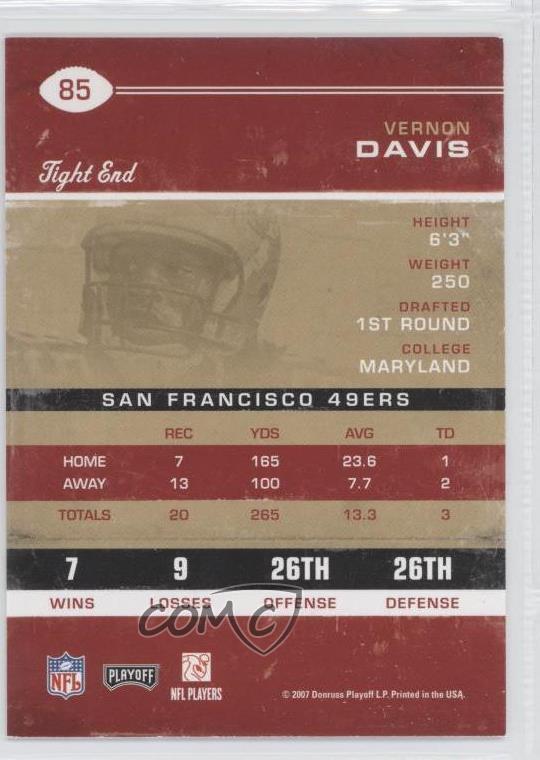 85
VERNON
DAVIS
Tight End
HEIGHT
6'3"
WEIGHT
250
DRAFTED
1ST ROUND
COLLEGE
MARYLAND
SAN FRANCISCO 49ERS
REC YDS AVG TD
HOME 7 165 23.6 1
AWAY 13 100 7.7 2
TOTALS 20 265 13.3 3
7 9 26TH 26TH
WINS LOSSES OFFENSE DEFENSE
COMC
NFL PLAYOFF NFL PLAYERS
© 2007 Donruss Playoff L.P. Printed in the USA.